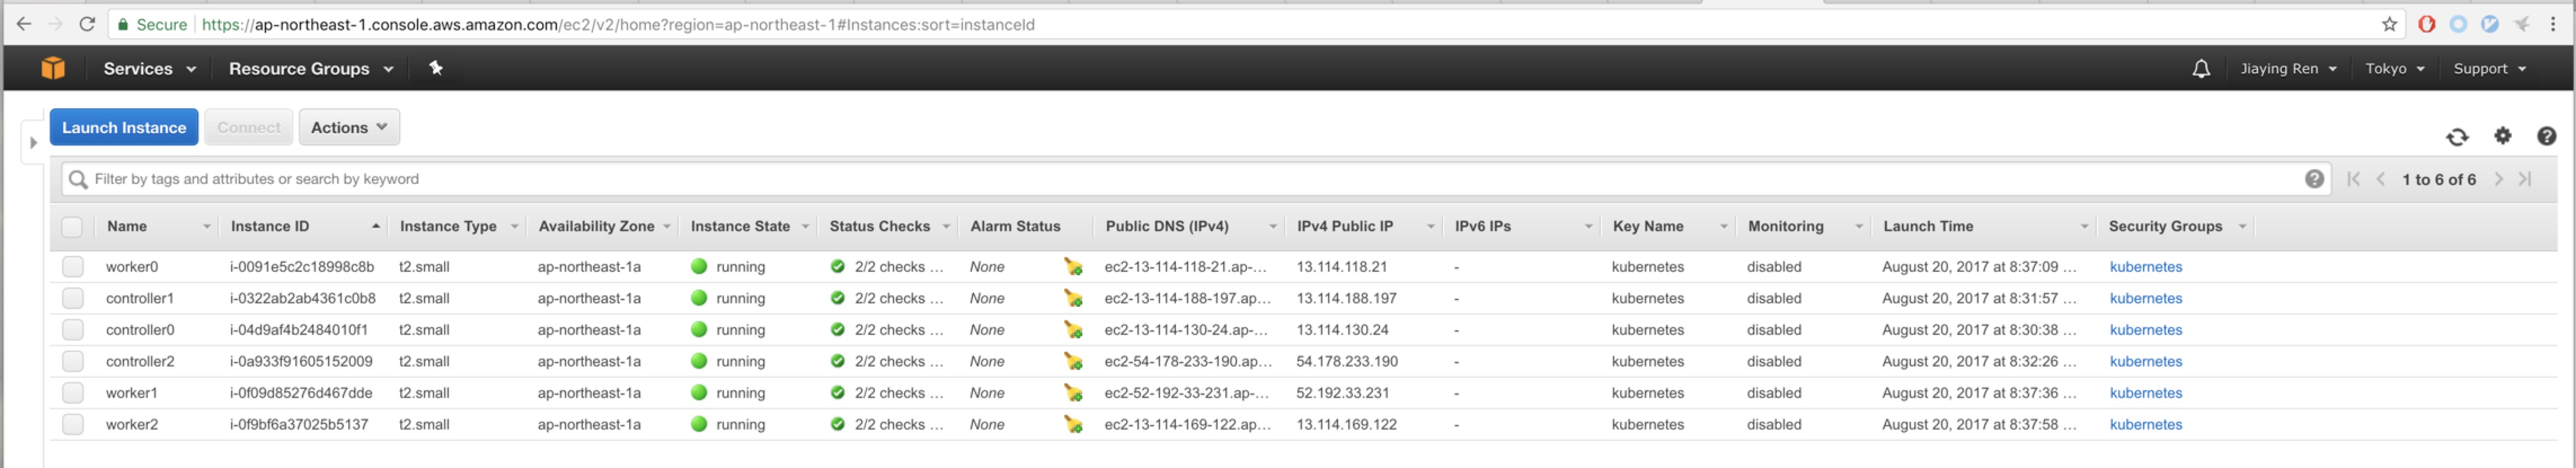 Secure https://ap-northeast-1.console.aws.amazon.com/ec2/v2/home?region=ap-northeast-1#Instances:sort=instanceId
Services Resource Groups Jiaying Ren Tokyo Support
Launch Instance Connect Actions
Filter by tags and attributes or search by keyword 1 to 6 of 6
Name Instance ID Instance Type Availability Zone Instance State Status Checks Alarm Status Public DNS (IPv4) IPv4 Public IP IPv6 IPs Key Name Monitoring Launch Time Security Groups
worker0 i-0091e5c2c18998c8b t2.small ap-northeast-1a running 2/2 checks ... None ec2-13-114-118-21.ap-... 13.114.118.21 - kubernetes disabled August 20, 2017 at 8:37:09 ... kubernetes
controller1 i-0322ab2ab4361c0b8 t2.small ap-northeast-1a running 2/2 checks ... None ec2-13-114-188-197.ap... 13.114.188.197 - kubernetes disabled August 20, 2017 at 8:31:57 ... kubernetes
controller0 i-04d9af4b2484010f1 t2.small ap-northeast-1a running 2/2 checks ... None ec2-13-114-130-24.ap-... 13.114.130.24 - kubernetes disabled August 20, 2017 at 8:30:38 ... kubernetes
controller2 i-0a933f91605152009 t2.small ap-northeast-1a running 2/2 checks ... None ec2-54-178-233-190.ap... 54.178.233.190 - kubernetes disabled August 20, 2017 at 8:32:26 ... kubernetes
worker1 i-0f09d85276d467dde t2.small ap-northeast-1a running 2/2 checks ... None ec2-52-192-33-231.ap-... 52.192.33.231 - kubernetes disabled August 20, 2017 at 8:37:36 ... kubernetes
worker2 i-0f9bf6a37025b5137 t2.small ap-northeast-1a running 2/2 checks ... None ec2-13-114-169-122.ap... 13.114.169.122 - kubernetes disabled August 20, 2017 at 8:37:58 ... kubernetes